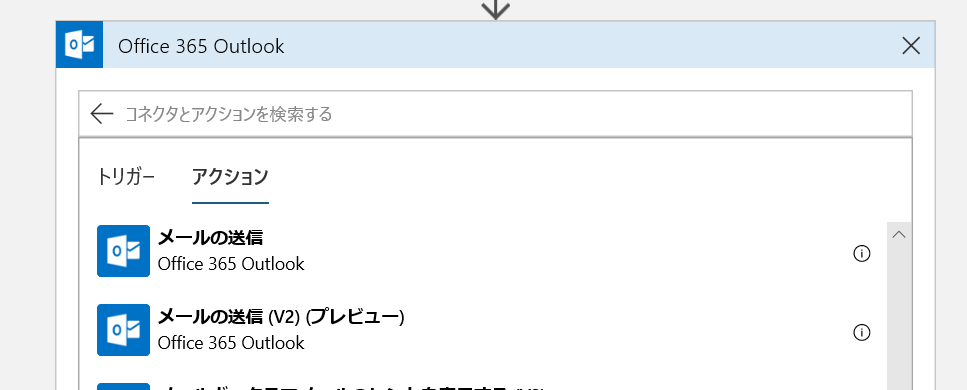 Office 365 Outlook
コネクタとアクションを検索する
トリガー アクション
メールの送信
Office 365 Outlook
メールの送信 (V2) (プレビュー)
Office 365 Outlook